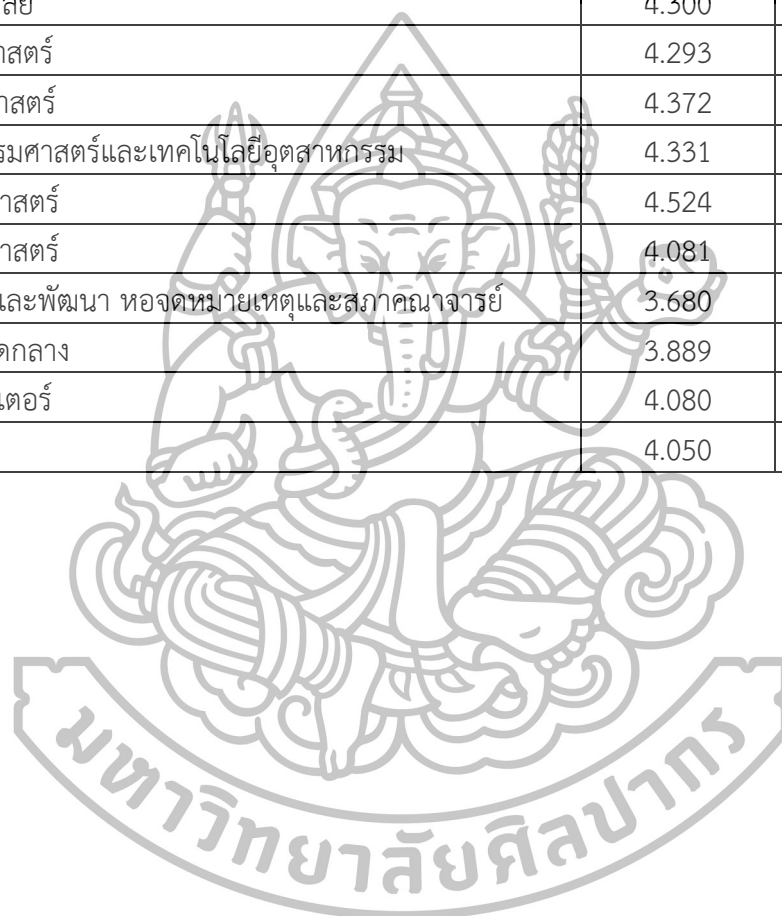 ลัย 4.300
าสตร์ 4.293
าสตร์ 4.372
รมศาสตร์และเทคโนโลยีอุตสาหกรรม 4.331
าสตร์ 4.524
าสตร์ 4.081
และพัฒนา หอจดหมายเหตุและสภาคณาจารย์ 3.680
ดกลาง 3.889
เตอร์ 4.080
4.050
มหาวิทยาลัยศิลปากร